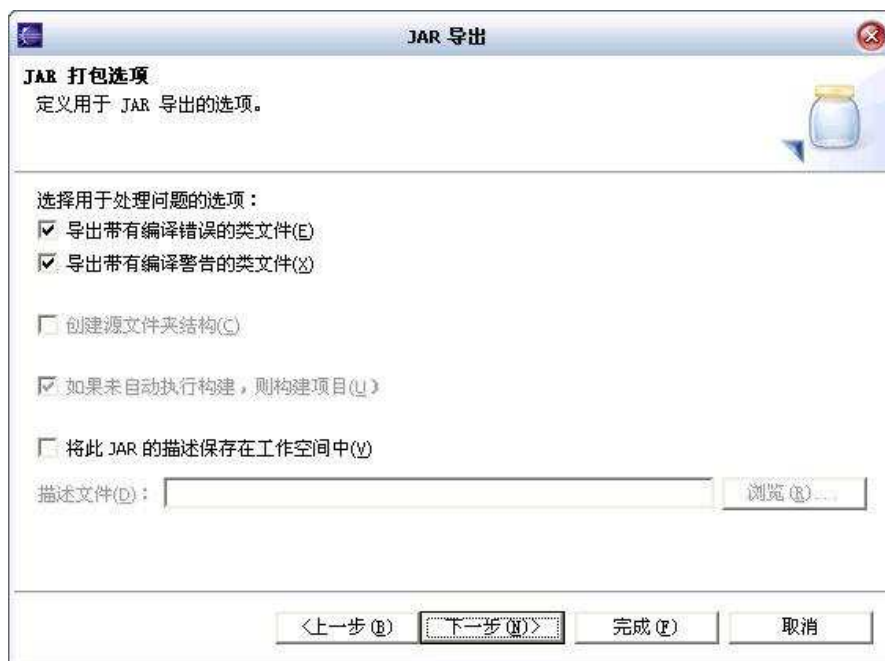 JAR 导出
JAR 打包选项
定义用于 JAR 导出的选项。
选择用于处理问题的选项：
导出带有编译错误的类文件(E)
导出带有编译警告的类文件(X)
创建源文件夹结构(C)
如果未自动执行构建，则构建项目(U)
将此 JAR 的描述保存在工作空间中(V)
描述文件(D)： 浏览(R)...
<上一步(B) 下一步(N)> 完成(F) 取消